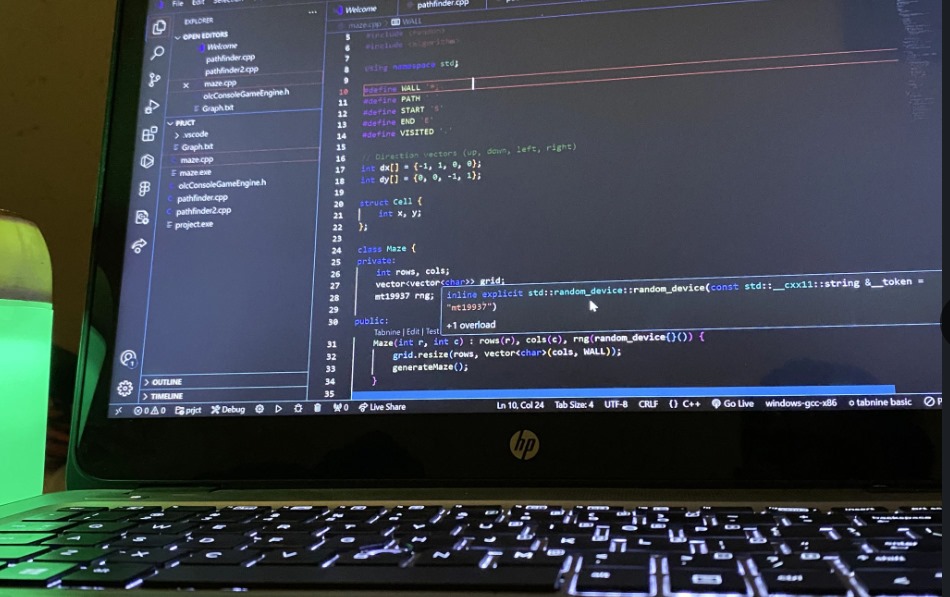 File Edit Selection
EXPLORER
...
Welcome
pathfinder.cpp
OPEN EDITORS
Welcome
pathfinder.cpp
pathfinder2.cpp
maze.cpp
olcConsoleGameEngine.h
Graph.txt
PRJCT
.vscode
Graph.txt
maze.cpp
maze.exe
olcConsoleGameEngine.h
pathfinder.cpp
pathfinder2.cpp
project.exe
OUTLINE
TIMELINE
maze.cpp > WALL
5 #include
6 #include <algorithm>
7
8 using namespace std;
9
10 #define WALL
11 #define PATH
12 #define START 'S'
13 #define END 'E'
14 #define VISITED '.'
15
16 // Direction vectors (up, down, left, right)
17 int dx[] = {-1, 1, 0, 0};
18 int dy[] = {0, 0, -1, 1};
19
20 struct Cell {
21 int x, y;
22 };
23
24 class Maze {
25 private:
26 int rows, cols;
27 vector<vector<char>> grid;
28 mt19937 rng;
29
inline explicit std::random_device::random_device(const std::__cxx11::string &__token =
"mt19937")
+1 overload
30 public:
Tabnine | Edit | Test
31 Maze(int r, int c) : rows(r), cols(c), rng(random_device{}()) {
32 grid.resize(rows, vector<char>(cols, WALL));
33 generateMaze();
34 }
35
0 0 prjct Debug 0 Live Share Ln 10, Col 24 Tab Size: 4 UTF-8 CRLF {} C++ Go Live windows-gcc-x86 tabnine basic
hp